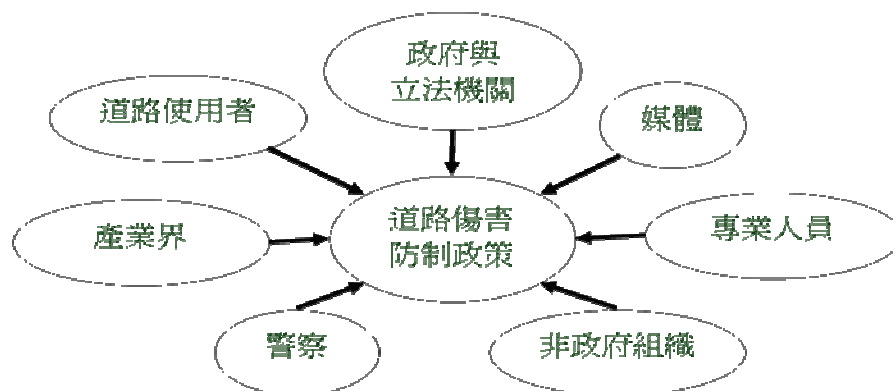 政府與
立法機關
道路使用者
媒體
產業界
道路傷害
防制政策
專業人員
警察
非政府組織